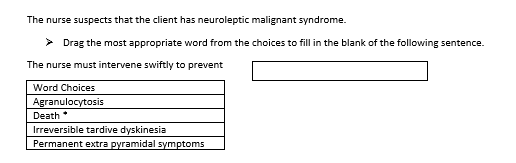 The nurse suspects that the client has neuroleptic malignant syndrome.
➢ Drag the most appropriate word from the choices to fill in the blank of the following sentence.
The nurse must intervene swiftly to prevent
Word Choices
Agranulocytosis
Death *
Irreversible tardive dyskinesia
Permanent extra pyramidal symptoms